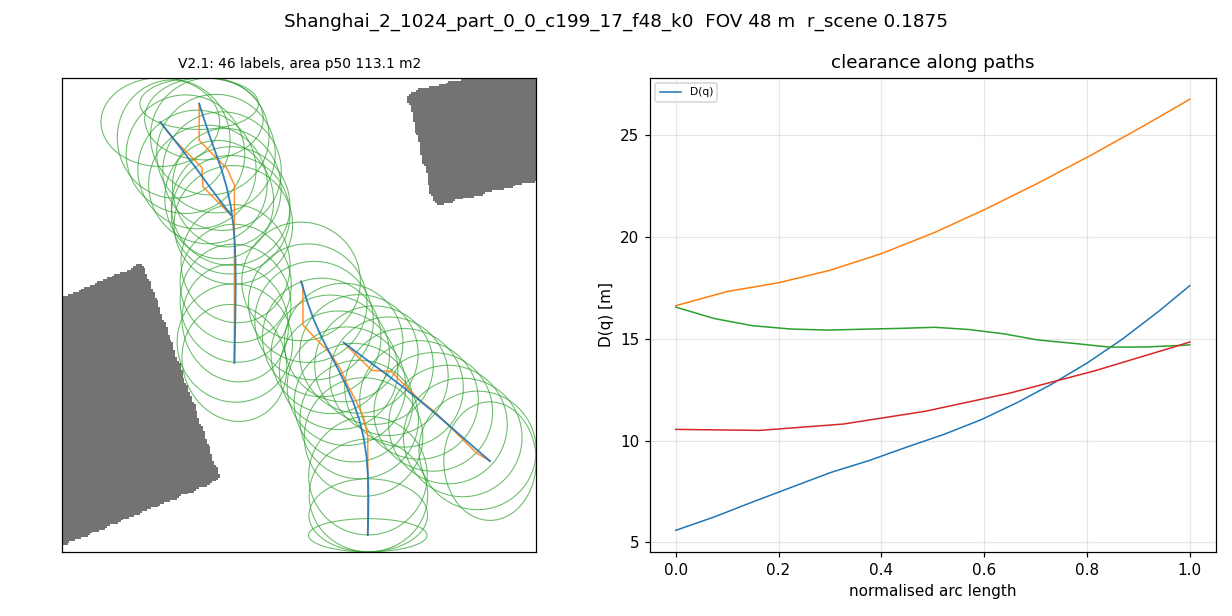 Shanghai_2_1024_part_0_0_c199_17_f48_k0  FOV 48 m  r_scene 0.1875
V2.1: 46 labels, area p50 113.1 m2
clearance along paths
D(q)
D(q) [m]
25
20
15
10
5
0.0
0.2
0.4
0.6
0.8
1.0
normalised arc length